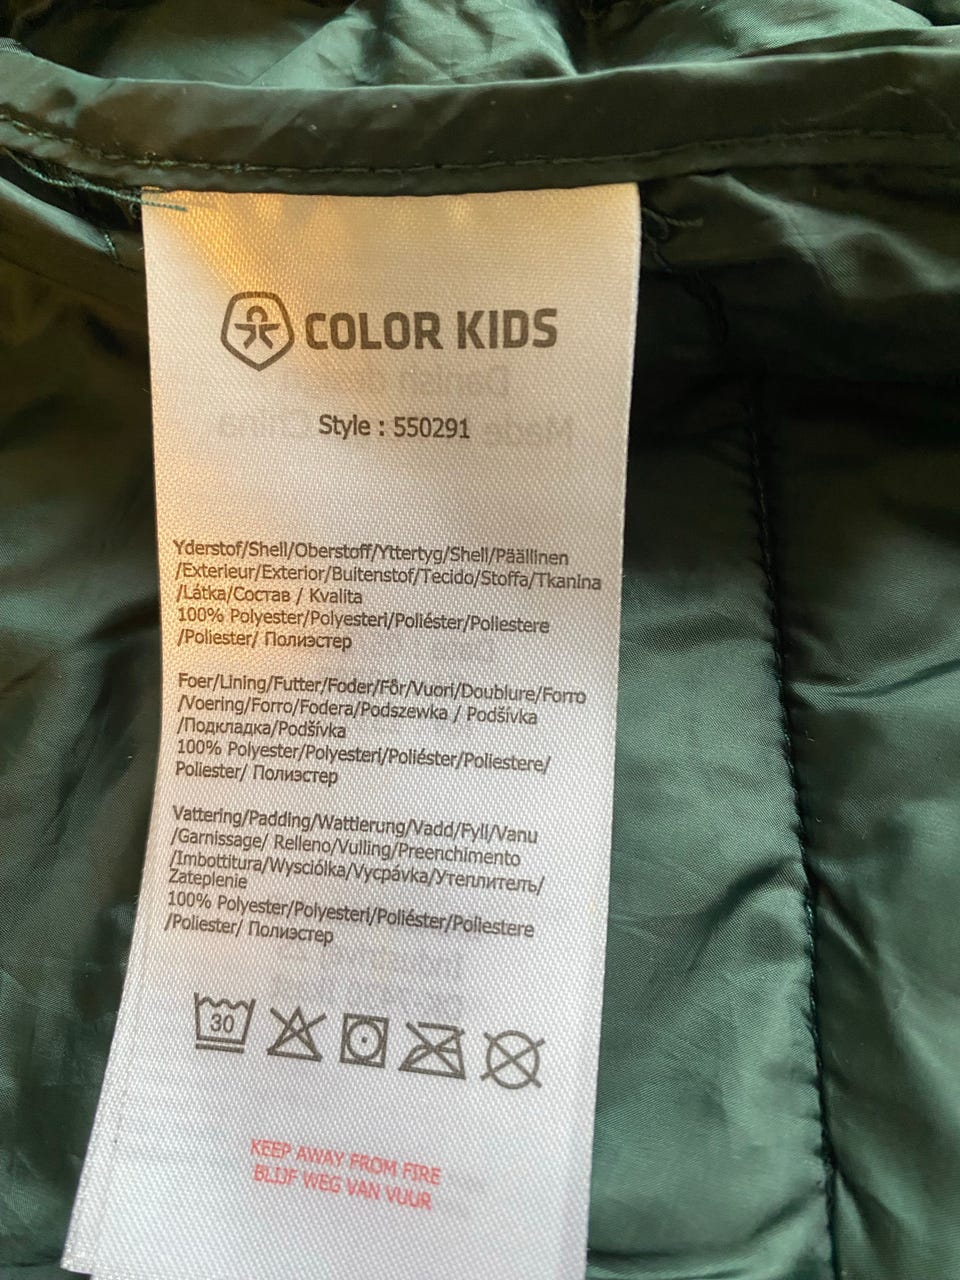 COLOR KIDS
Style : 550291
Yderstof/Shell/Oberstoff/Yttertyg/Shell/Päällinen
/Exterieur/Exterior/Buitenstof/Tecido/Stoffa/Tkanina
/Látka/Состав / Kvalita
100% Polyester/Polyesteri/Poliéster/Poliestere
/Poliester/ Полиэстер
Foer/Lining/Futter/Foder/Fôr/Vuori/Doublure/Forro
/Voering/Forro/Fodera/Podszewka / Podšívka
/Подкладка/Podšívka
100% Polyester/Polyesteri/Poliéster/Poliestere/
Poliester/ Полиэстер
Vattering/Padding/Wattierung/Vadd/Fyll/Vanu
/Garnissage/ Relleno/Vulling/Preenchimento
/Imbottitura/Wysciólka/Vycpávka/Утеплитель/
Zateplenie
100% Polyester/Polyesteri/Poliéster/Poliestere
/Poliester/ Полиэстер
30
KEEP AWAY FROM FIRE
BLIJF WEG VAN VUUR